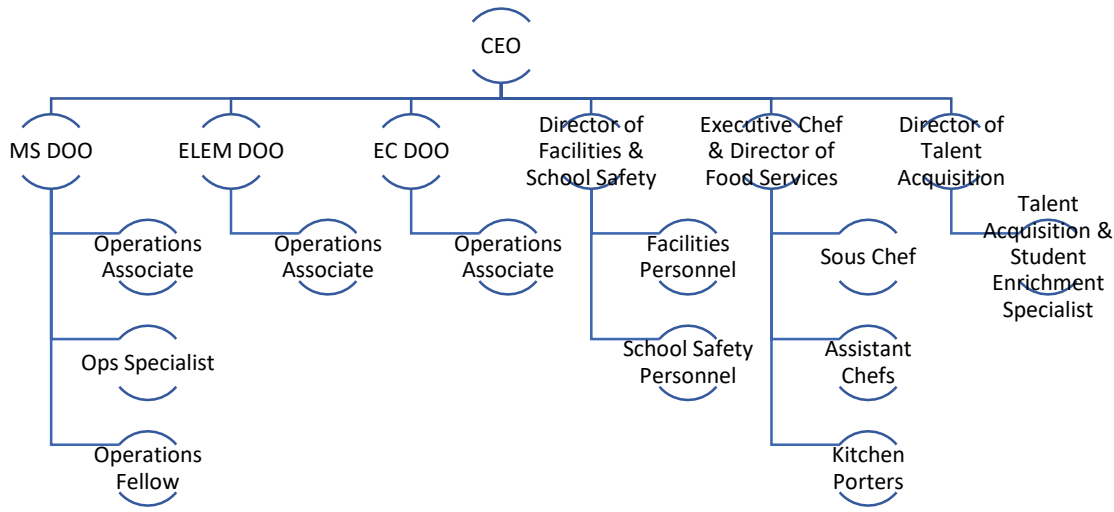 CEO
MS DOO
ELEM DOO
EC DOO
Director of
Facilities &
School Safety
Executive Chef
& Director of
Food Services
Director of
Talent
Acquisition
Operations
Associate
Ops Specialist
Operations
Fellow
Operations
Associate
Operations
Associate
Facilities
Personnel
School Safety
Personnel
Sous Chef
Assistant
Chefs
Kitchen
Porters
Talent
Acquisition &
Student
Enrichment
Specialist